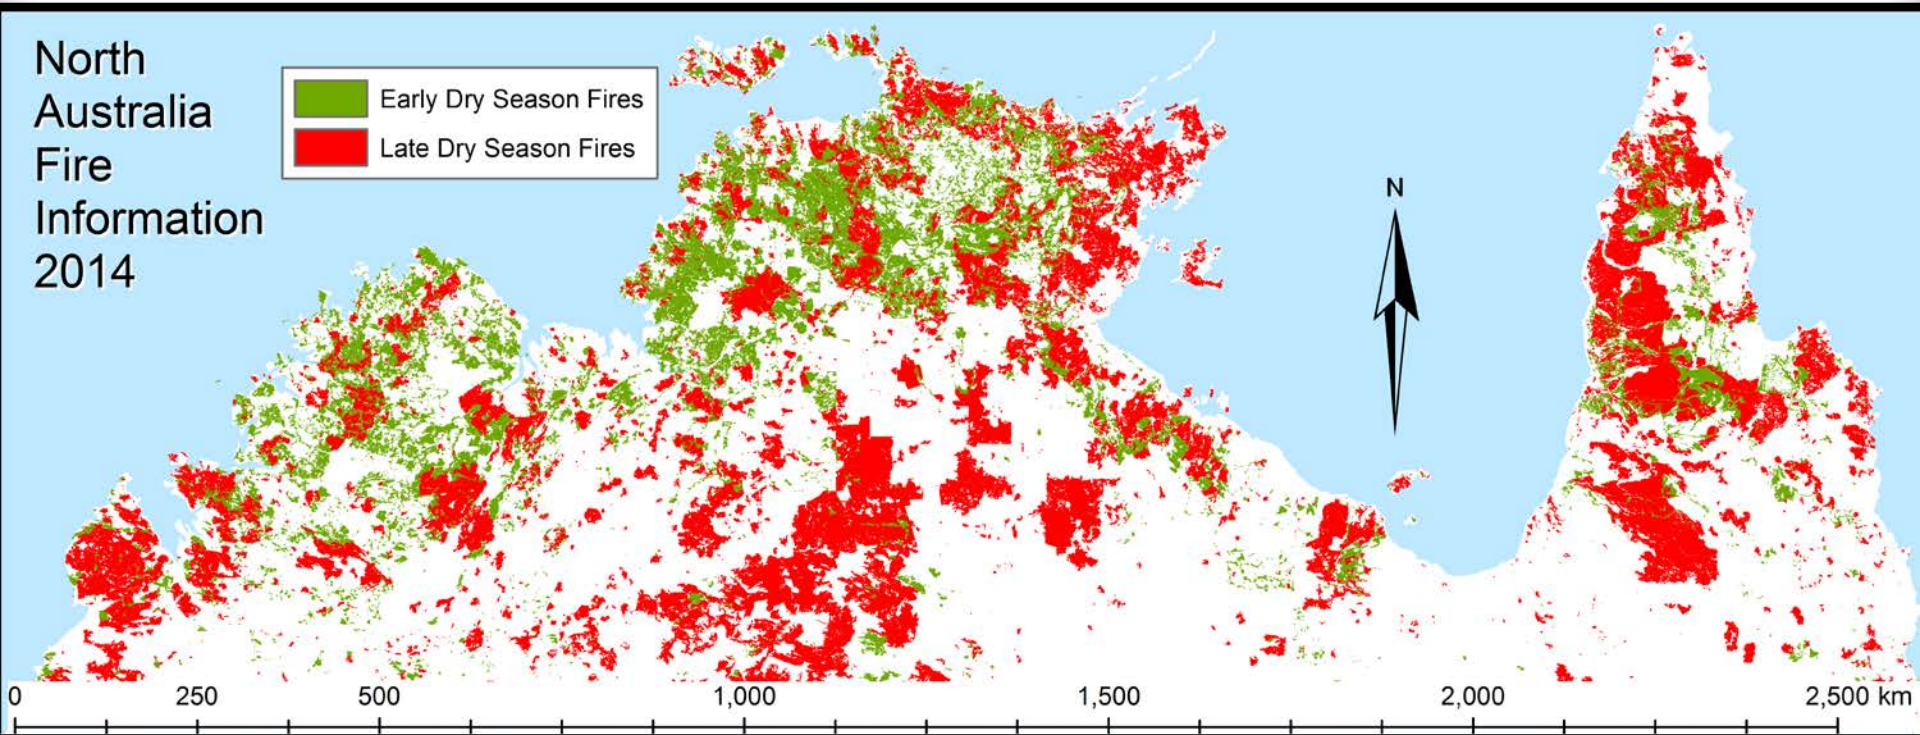 North
Australia
Fire
Information
2014
Early Dry Season Fires
Late Dry Season Fires
N
0 250 500 1,000 1,500 2,000 2,500 km